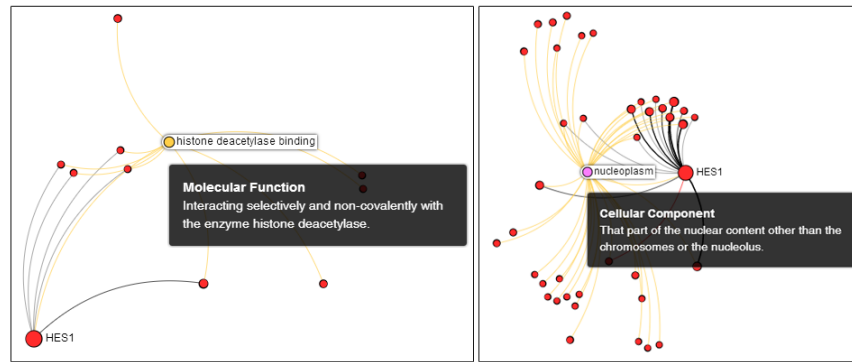 histone deacetylase binding
Molecular Function
Interacting selectively and non-covalently with
the enzyme histone deacetylase.
HES1
HES1
nucleoplasm
Cellular Component
That part of the nuclear content other than the
chromosomes or the nucleolus.